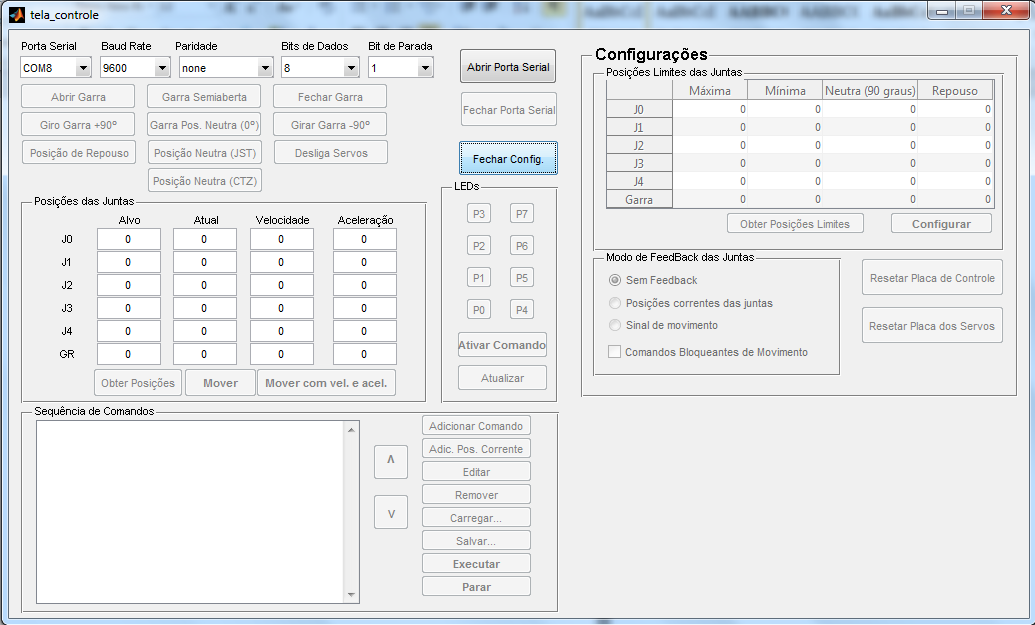 tela_controle
Porta Serial Baud Rate Paridade Bits de Dados Bit de Parada
COM8 9600 none 8 1
Abrir Porta Serial
Abrir Garra Garra Semiaberta Fechar Garra
Fechar Porta Serial
Giro Garra +90º Garra Pos. Neutra (0º) Girar Garra -90º
Posição de Repouso Posição Neutra (JST) Desliga Servos
Fechar Config.
Posição Neutra (CTZ)
Posições das Juntas
Alvo Atual Velocidade Aceleração
J0 0 0 0 0
J1 0 0 0 0
J2 0 0 0 0
J3 0 0 0 0
J4 0 0 0 0
GR 0 0 0 0
Obter Posições Mover Mover com vel. e acel.
LEDs
P3 P7
P2 P6
P1 P5
P0 P4
Ativar Comando
Atualizar
Sequência de Comandos
Λ
V
Adicionar Comando
Adic. Pos. Corrente
Editar
Remover
Carregar...
Salvar...
Executar
Parar
Configurações
Posições Limites das Juntas
Máxima Mínima Neutra (90 graus) Repouso
J0 0 0 0 0
J1 0 0 0 0
J2 0 0 0 0
J3 0 0 0 0
J4 0 0 0 0
Garra 0 0 0 0
Obter Posições Limites Configurar
Modo de FeedBack das Juntas
Sem Feedback
Posições correntes das juntas
Sinal de movimento
Comandos Bloqueantes de Movimento
Resetar Placa de Controle
Resetar Placa dos Servos